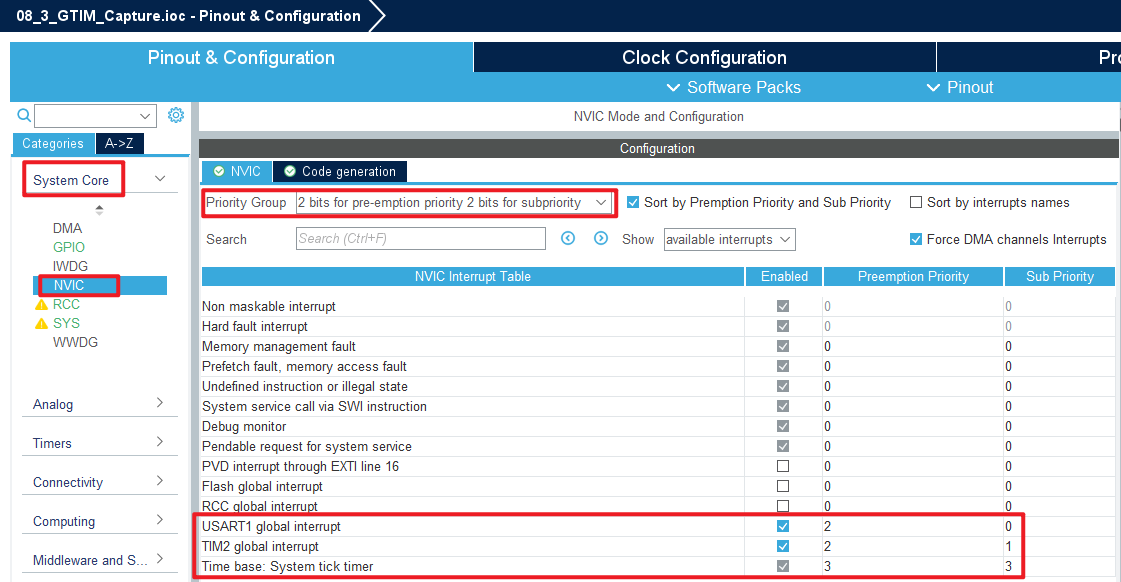 08_3_GTIM_Capture.ioc - Pinout & Configuration
Pinout & Configuration
Clock Configuration
Pr
Software Packs
Pinout
NVIC Mode and Configuration
Categories
A->Z
Configuration
System Core
DMA
GPIO
IWDG
NVIC
RCC
SYS
WWDG
Analog
Timers
Connectivity
Computing
Middleware and S...
NVIC
Code generation
Priority Group 2 bits for pre-emption priority 2 bits for subpriority
Sort by Premption Priority and Sub Priority
Sort by interrupts names
Search Search (Ctrl+F)
Show available interrupts
Force DMA channels Interrupts
NVIC Interrupt Table Enabled Preemption Priority Sub Priority
Non maskable interrupt 0 0
Hard fault interrupt 0 0
Memory management fault 0 0
Prefetch fault, memory access fault 0 0
Undefined instruction or illegal state 0 0
System service call via SWI instruction 0 0
Debug monitor 0 0
Pendable request for system service 0 0
PVD interrupt through EXTI line 16 0 0
Flash global interrupt 0 0
RCC global interrupt 0 0
USART1 global interrupt 2 0
TIM2 global interrupt 2 1
Time base: System tick timer 3 3